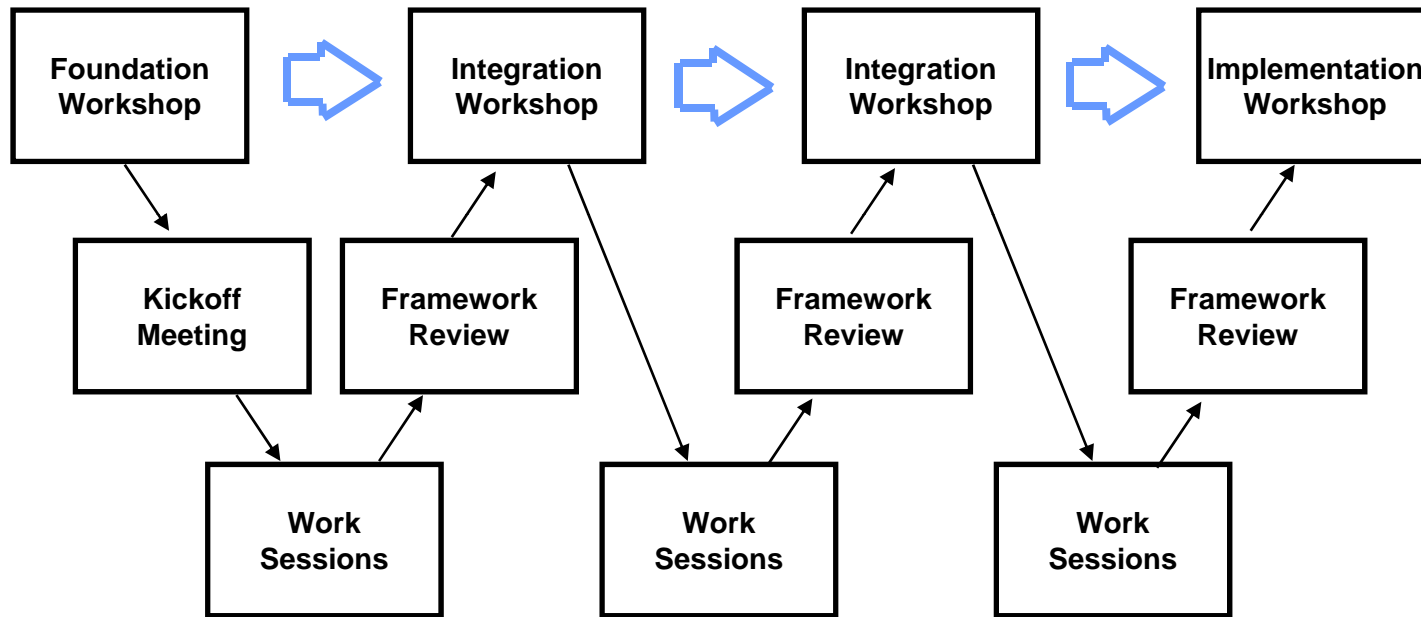 Foundation
Workshop
Integration
Workshop
Integration
Workshop
Implementation
Workshop
Kickoff
Meeting
Framework
Review
Framework
Review
Framework
Review
Work
Sessions
Work
Sessions
Work
Sessions